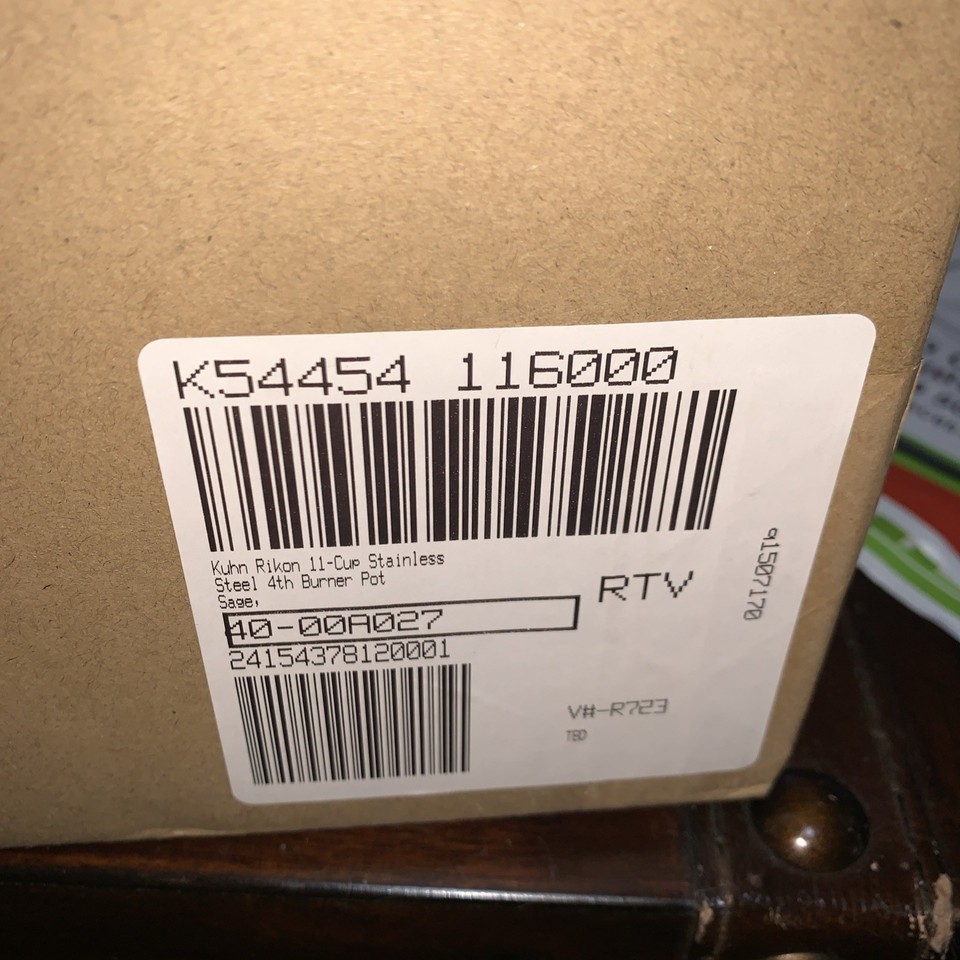 K54454 116000
Kuhn Rikon 11-Cup Stainless
Steel 4th Burner Pot
Sage,
40-00A027
RTV
24154378120001
V#-R723
TBD
91507170